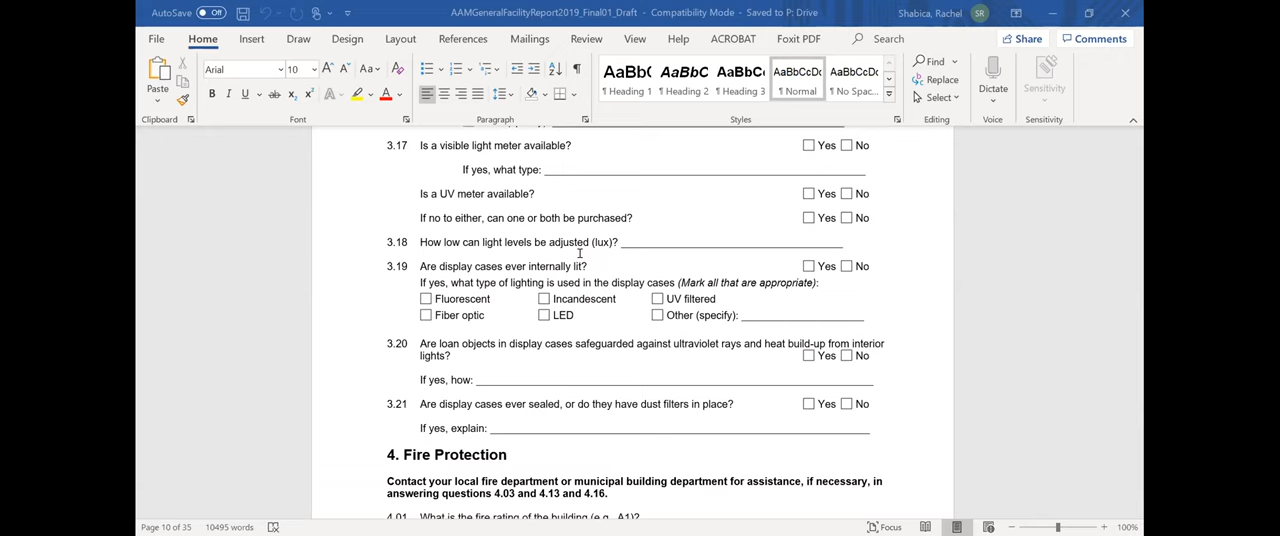 AutoSave Off AAMGeneralFacilityReport2019_Final01_Draft - Compatibility Mode - Saved to P: Drive Shabica, Rachel SR
File Home Insert Draw Design Layout References Mailings Review View Help ACROBAT Foxit PDF Search Share Comments
Paste Arial 10 A A Aa A AaBb( AaBbC AaBbC( AaBbCcDc AaBbCcDc Find
B I U ab x₂ x² A A Heading 1 Heading 2 Heading 3 ¶ Normal ¶ No Spac... Replace Dictate Sensitivity
Select
Clipboard Font Paragraph Styles Editing Voice Sensitivity
3.17 Is a visible light meter available? Yes No
If yes, what type:
Is a UV meter available? Yes No
If no to either, can one or both be purchased? Yes No
3.18 How low can light levels be adjusted (lux)?
3.19 Are display cases ever internally lit? Yes No
If yes, what type of lighting is used in the display cases (Mark all that are appropriate):
Fluorescent Incandescent UV filtered
Fiber optic LED Other (specify):
3.20 Are loan objects in display cases safeguarded against ultraviolet rays and heat build-up from interior
lights? Yes No
If yes, how:
3.21 Are display cases ever sealed, or do they have dust filters in place? Yes No
If yes, explain:
4. Fire Protection
Contact your local fire department or municipal building department for assistance, if necessary, in
answering questions 4.03 and 4.13 and 4.16.
4.01 What is the fire rating of the building (e.g., A1)?
Page 10 of 35 10495 words Focus 100%